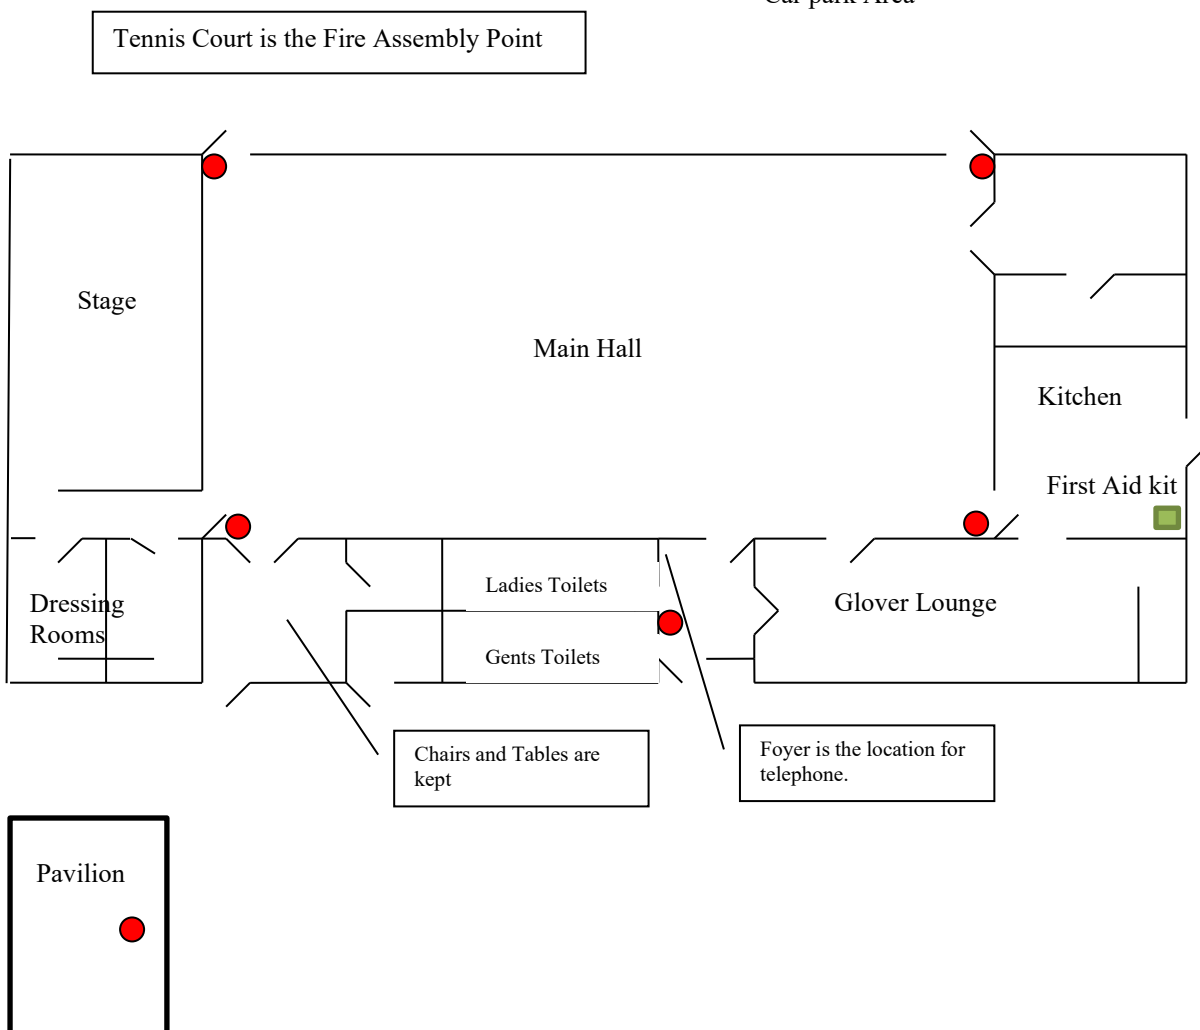 Car park Area
Tennis Court is the Fire Assembly Point
Stage
Main Hall
Kitchen
First Aid kit
Dressing
Rooms
Ladies Toilets
Glover Lounge
Gents Toilets
Chairs and Tables are
kept
Foyer is the location for
telephone.
Pavilion